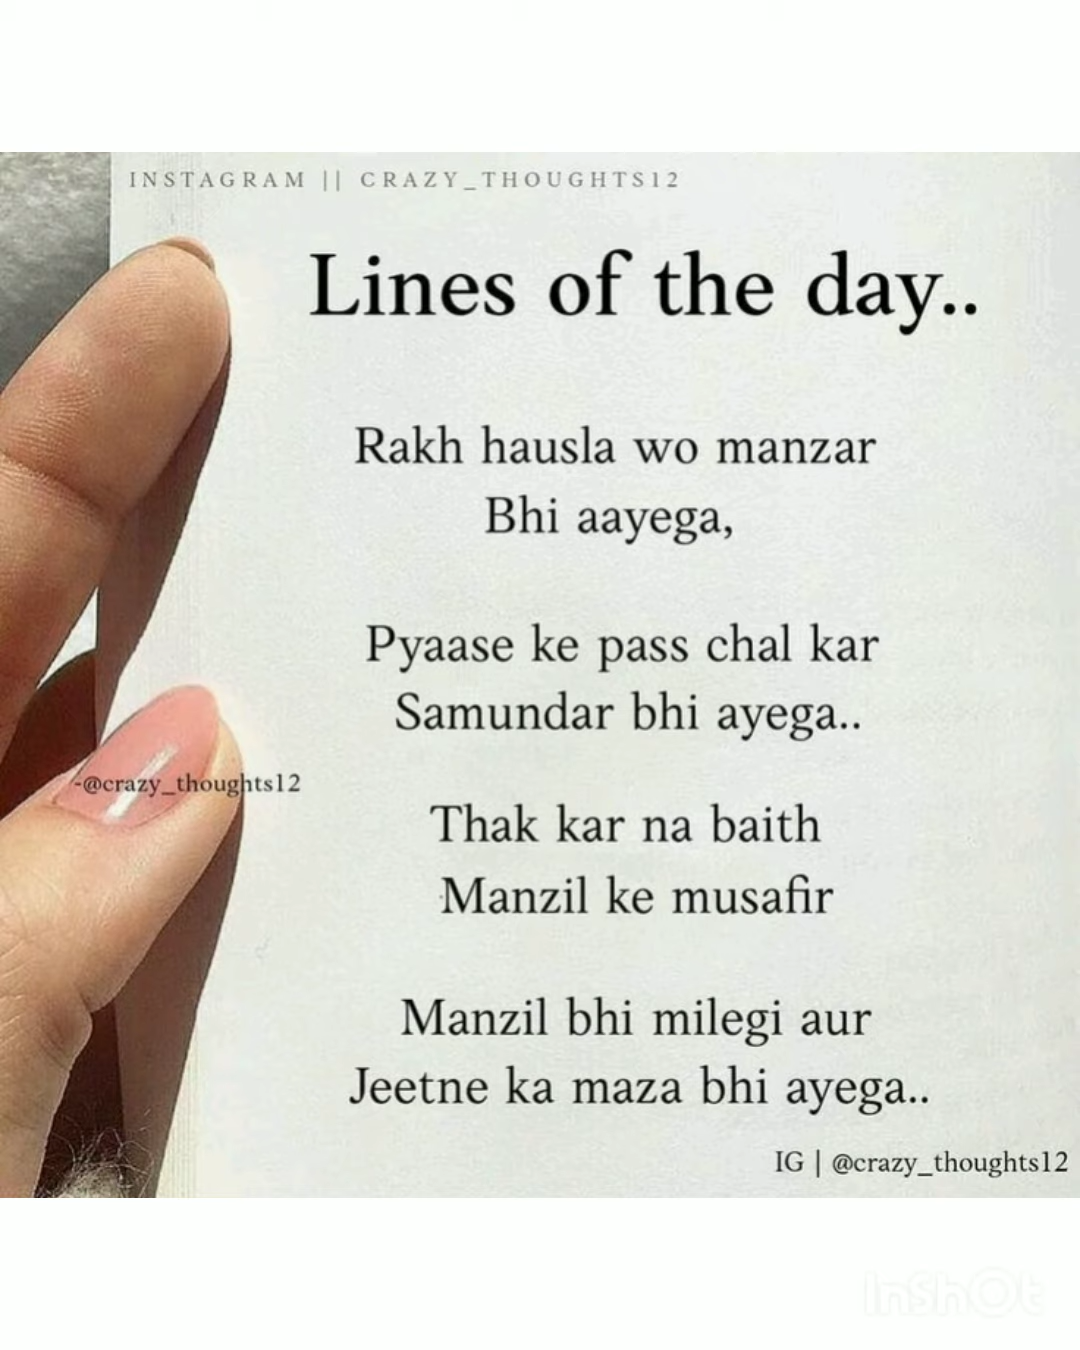 INSTAGRAM || CRAZY_THOUGHTS12
Lines of the day..
Rakh hausla wo manzar
Bhi aayega,
Pyaase ke pass chal kar
Samundar bhi ayega..
-@crazy_thoughts12
Thak kar na baith
Manzil ke musafir
Manzil bhi milegi aur
Jeetne ka maza bhi ayega..
IG | @crazy_thoughts12
InShOt